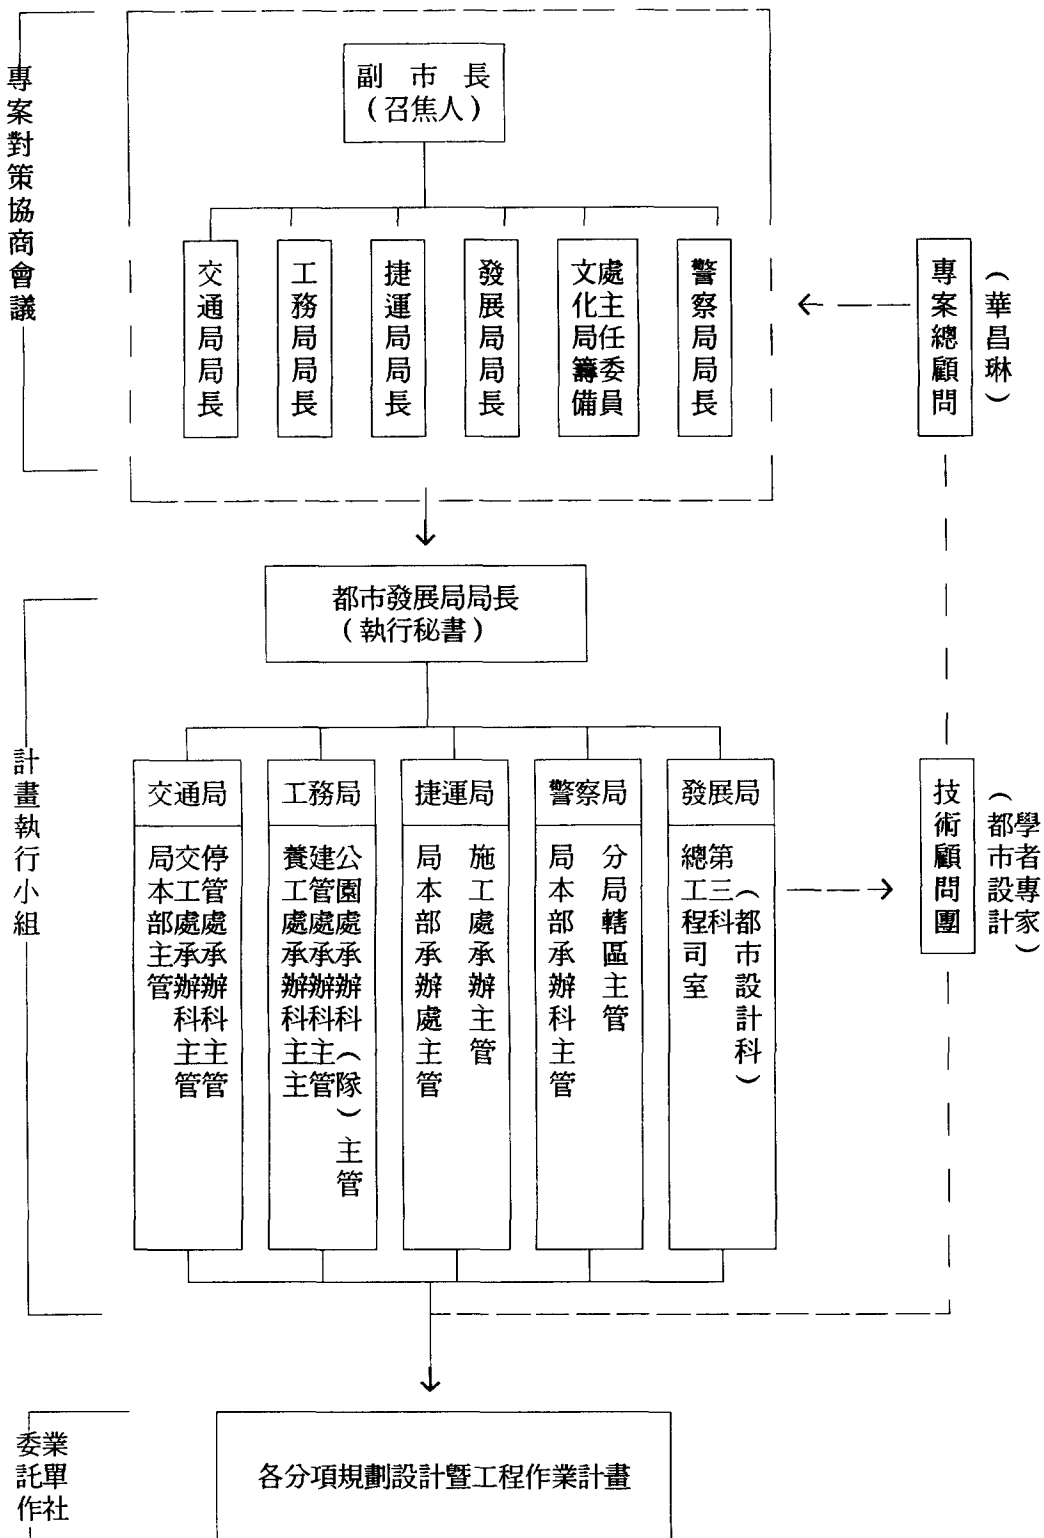 專案對策協商會議
副市長
（召焦人）
交通局局長
工務局局長
捷運局局長
發展局局長
文化局籌備
處主任委員
警察局局長
專案總顧問
（華昌琳）
都市發展局局長
（執行秘書）
計畫執行小組
交通局
局本部主管
交工處承辦科主管
停管處承辦科主管
工務局
養工處承辦科主主
建管處承辦科主管
公園處承辦科（隊）主管
捷運局
局本部承辦處主管
施工處承辦主管
警察局
局本部承辦科主管
分局轄區主管
發展局
總工程司室
第三科
（都市設計科）
技術顧問團
（都市設計
學者專家）
委託作
業單社
各分項規劃設計暨工程作業計畫